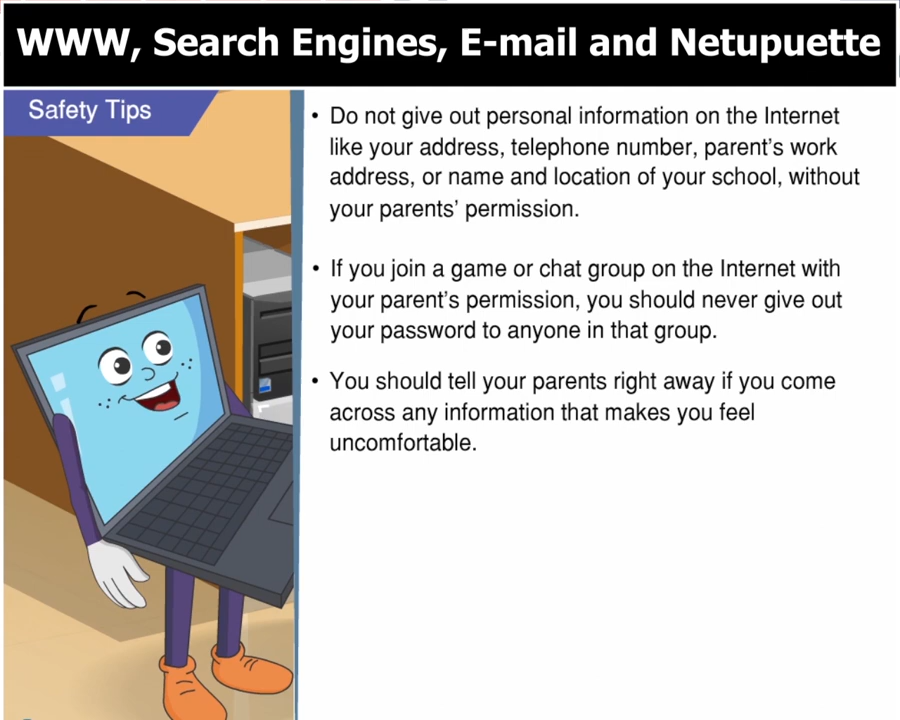 WWW, Search Engines, E-mail and Netupuette
Safety Tips
• Do not give out personal information on the Internet
like your address, telephone number, parent's work
address, or name and location of your school, without
your parents' permission.
• If you join a game or chat group on the Internet with
your parent's permission, you should never give out
your password to anyone in that group.
• You should tell your parents right away if you come
across any information that makes you feel
uncomfortable.